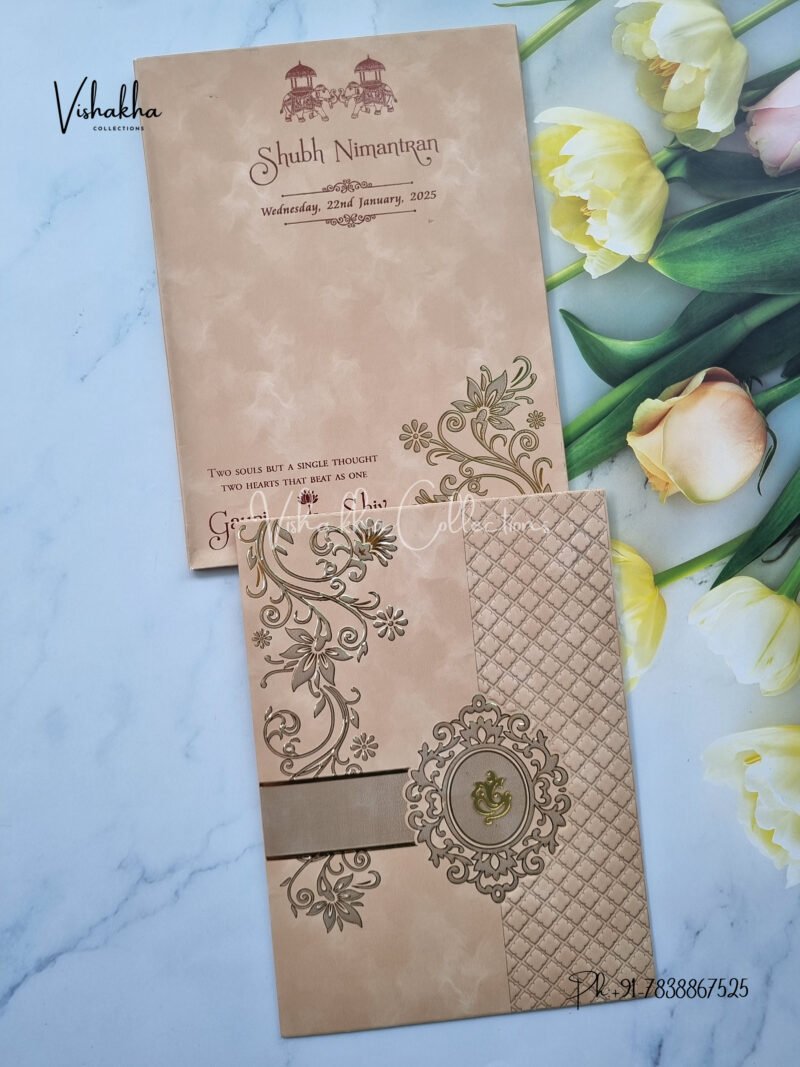 Vishakha
COLLECTIONS
Shubh Nimantran
Wednesday, 22nd January, 2025
TWO SOULS BUT A SINGLE THOUGHT
TWO HEARTS THAT BEAT AS ONE
Shiv
Vishakha Collections
Ph:+91-7838867525